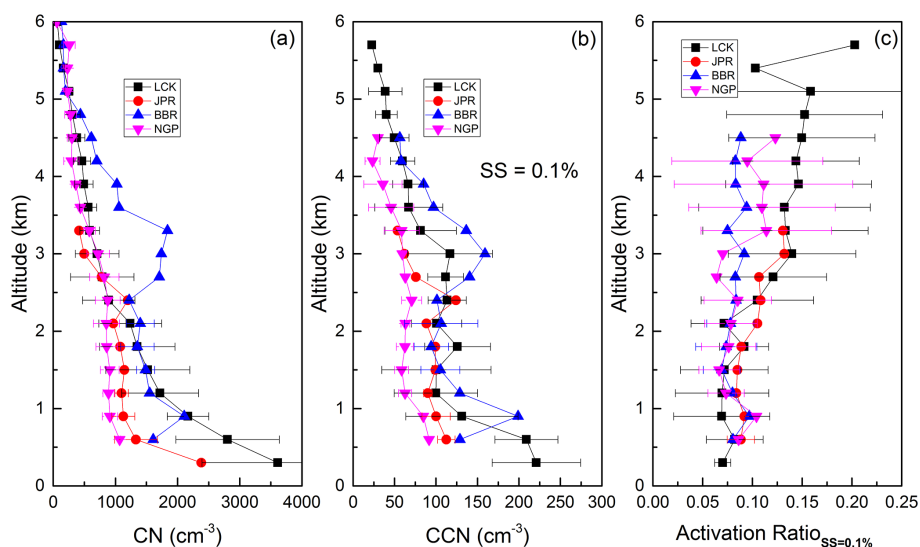 (a)
LCK
JPR
BBR
NGP
6
5
4
3
2
1
0
Altitude (km)
0 1000 2000 3000 4000
CN (cm⁻³)
(b)
LCK
JPR
BBR
NGP
SS = 0.1%
6
5
4
3
2
1
0
Altitude (km)
0 50 100 150 200 250 300
CCN (cm⁻³)
(c)
LCK
JPR
BBR
NGP
6
5
4
3
2
1
0
Altitude (km)
0.00 0.05 0.10 0.15 0.20 0.25
Activation Ratio SS=0.1%